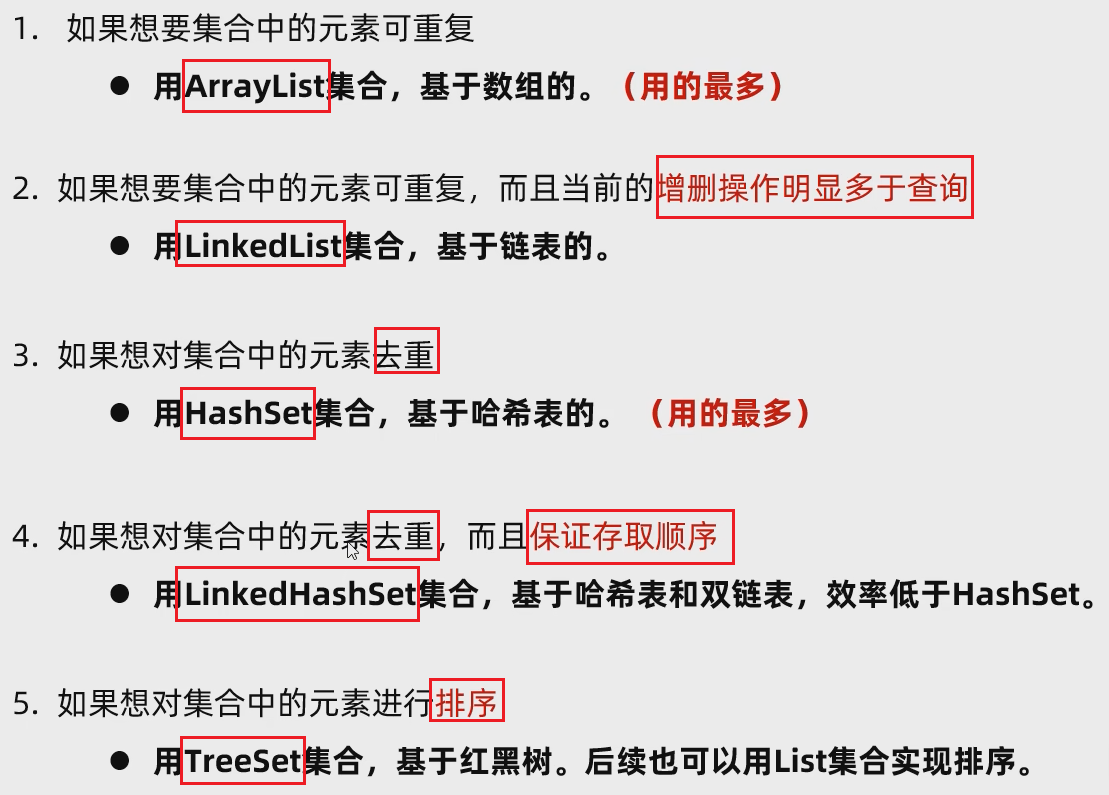 1. 如果想要集合中的元素可重复
● 用ArrayList集合，基于数组的。（用的最多）
2. 如果想要集合中的元素可重复，而且当前的增删操作明显多于查询
● 用LinkedList集合，基于链表的。
3. 如果想对集合中的元素去重
● 用HashSet集合，基于哈希表的。（用的最多）
4. 如果想对集合中的元素去重，而且保证存取顺序
● 用LinkedHashSet集合，基于哈希表和双链表，效率低于HashSet。
5. 如果想对集合中的元素进行排序
● 用TreeSet集合，基于红黑树。后续也可以用List集合实现排序。